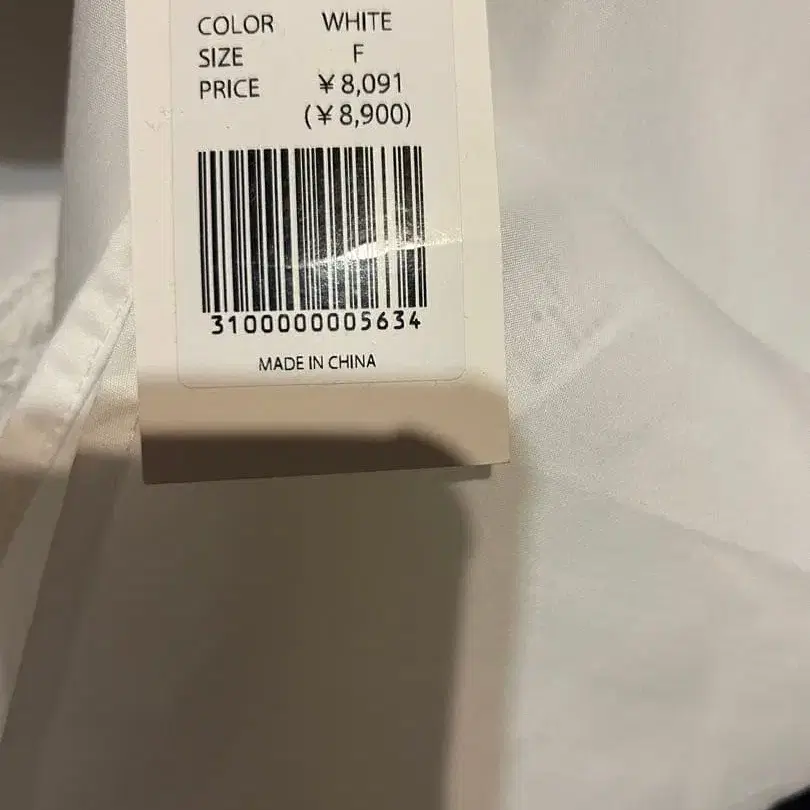 COLOR WHITE
SIZE F
PRICE ¥8,091
(¥8,900)
3100000005634
MADE IN CHINA